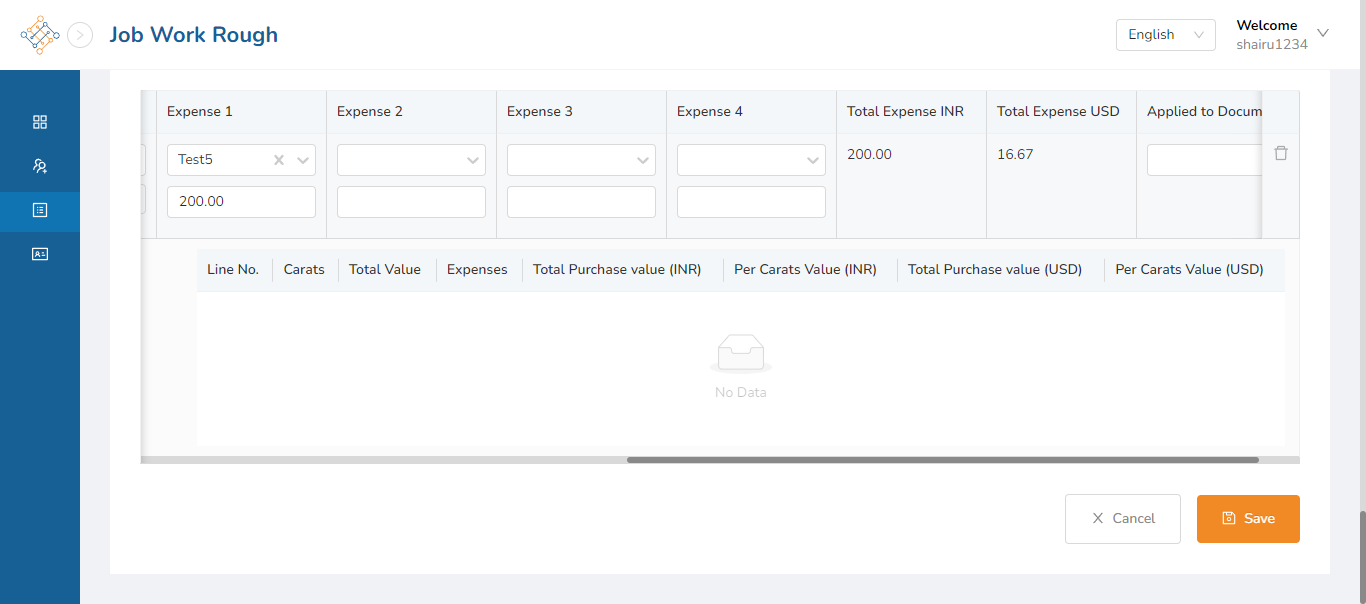 Job Work Rough
English
Welcome
shairu1234
Expense 1
Expense 2
Expense 3
Expense 4
Total Expense INR
Total Expense USD
Applied to Docum
Test5
200.00
16.67
200.00
Line No.
Carats
Total Value
Expenses
Total Purchase value (INR)
Per Carats Value (INR)
Total Purchase value (USD)
Per Carats Value (USD)
No Data
Cancel
Save